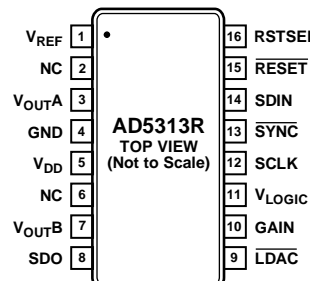 VREF 1
NC 2
VOUTA 3
GND 4
VDD 5
NC 6
VOUTB 7
SDO 8
AD5313R
TOP VIEW
(Not to Scale)
16 RSTSEL
15 RESET
14 SDIN
13 SYNC
12 SCLK
11 VLOGIC
10 GAIN
9 LDAC